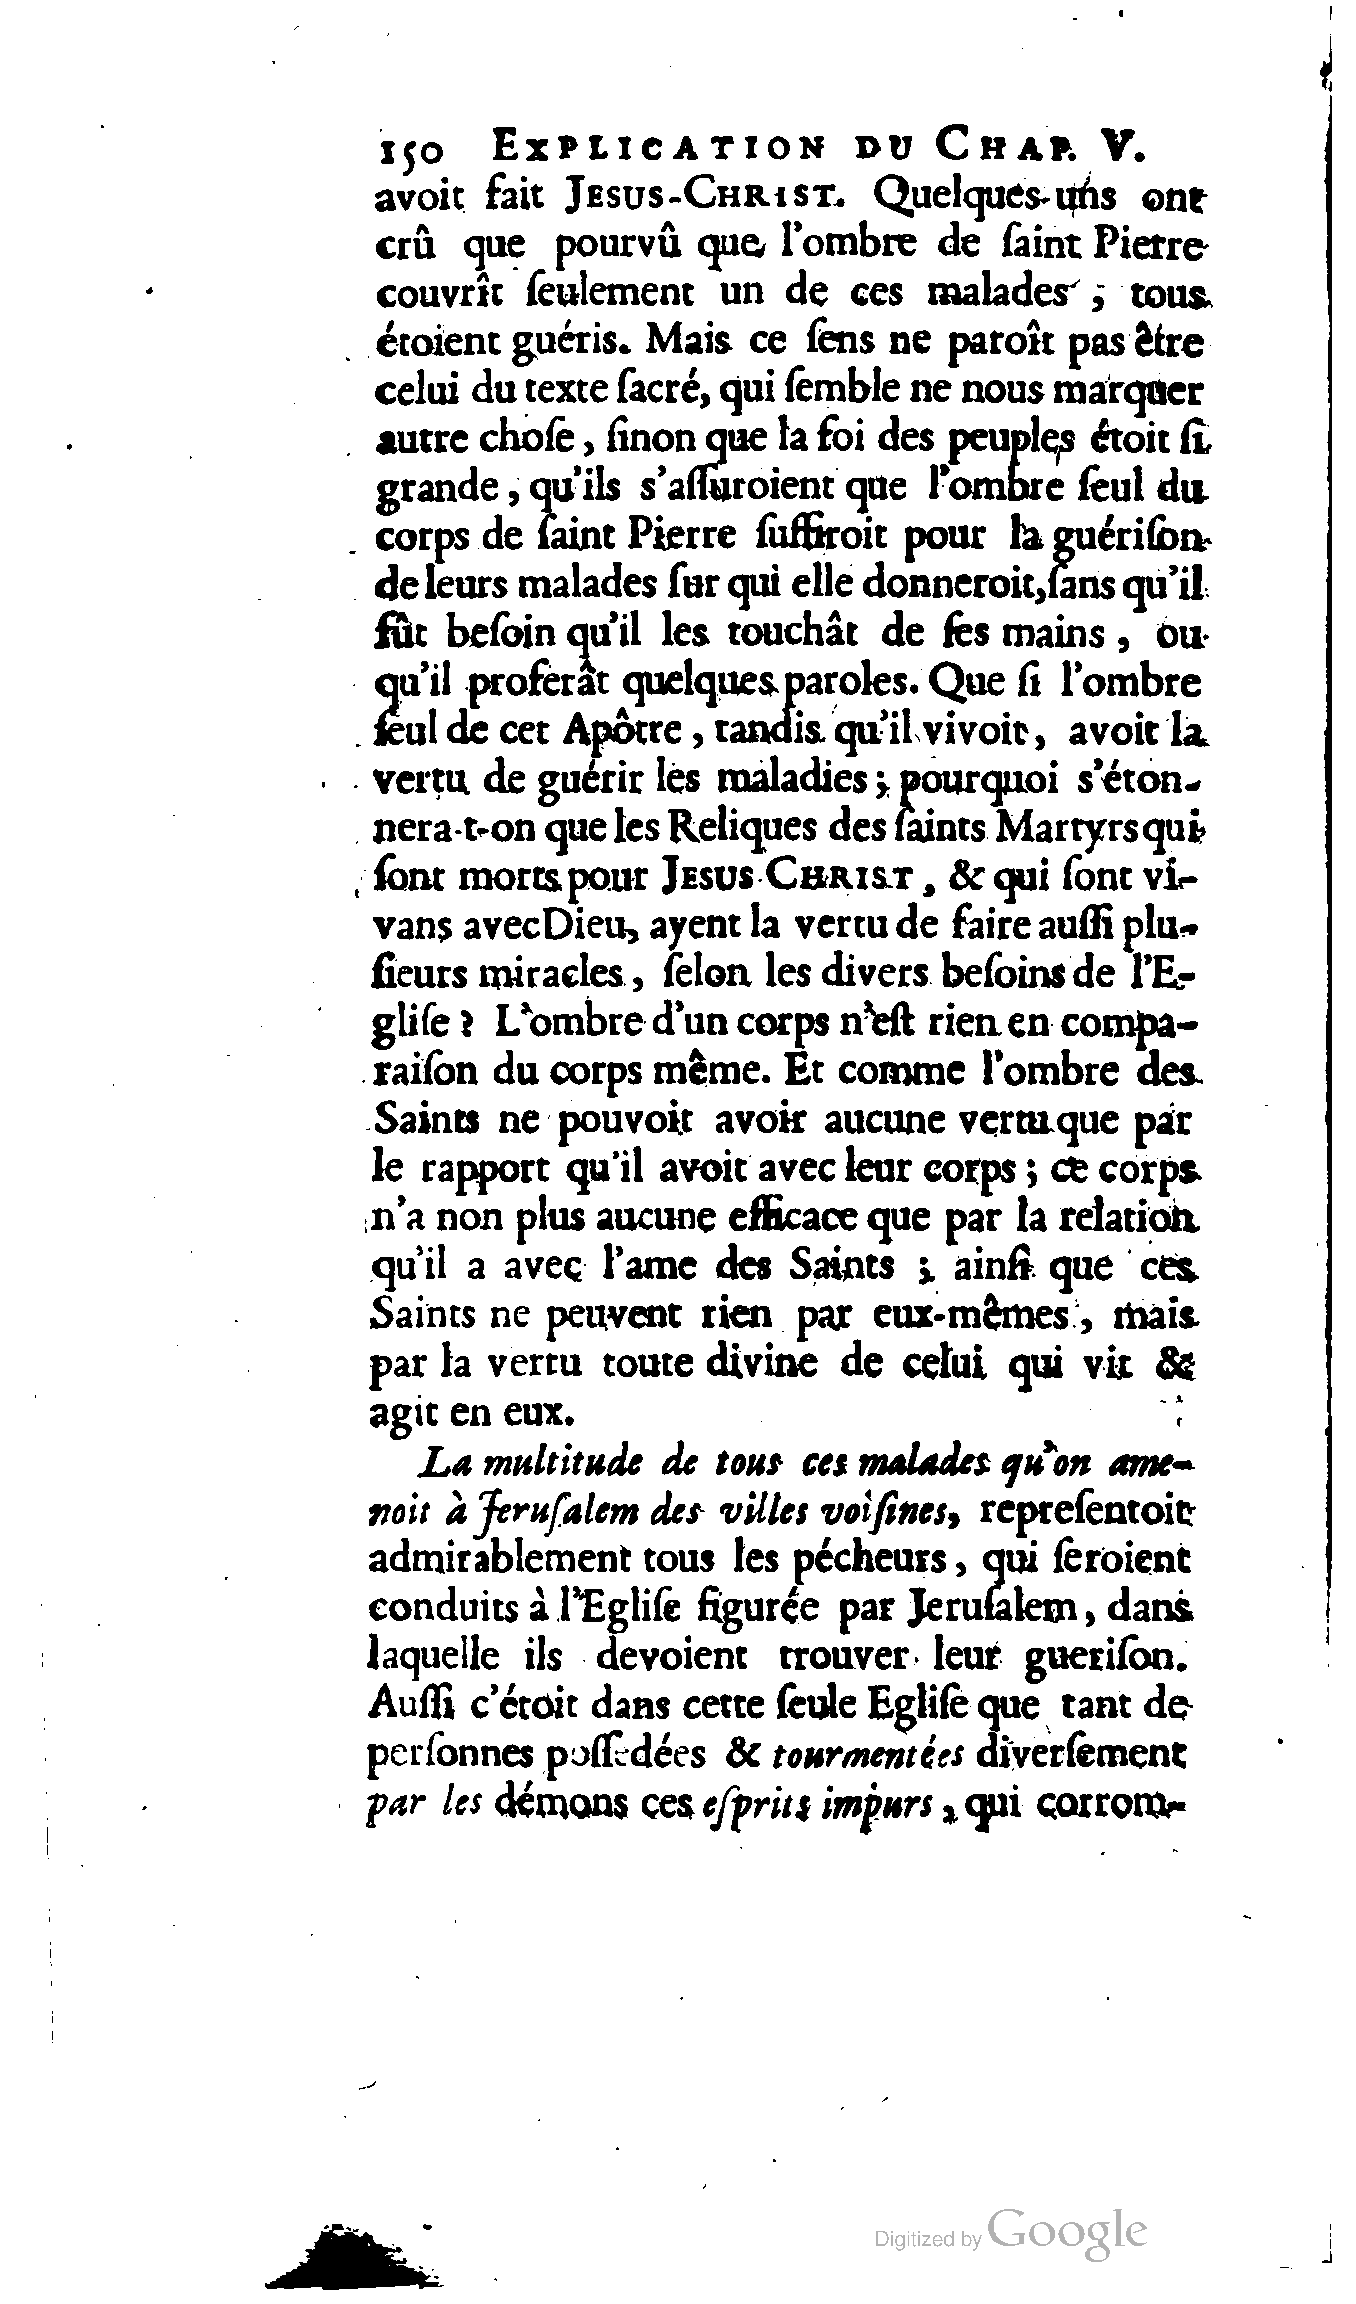 150 EXPLICATION DU CHAP. V.
avoit fait JESUS-CHRIST. Quelques-uns ont
crû que pourvû que l'ombre de ſaint Pierre
couvrît ſeulement un de ces malades, tous
étoient guéris. Mais ce ſens ne paroît pas être
celui du texte ſacré, qui ſemble ne nous marquer
autre choſe, ſinon que la foi des peuples étoit ſi
grande, qu'ils s'aſſuroient que l'ombre ſeul du
corps de ſaint Pierre ſuffiroit pour la guériſon
de leurs malades ſur qui elle donneroit, ſans qu'il
fût beſoin qu'il les touchât de ſes mains, ou
qu'il proferât quelques paroles. Que ſi l'ombre
ſeul de cet Apôtre, tandis qu'il vivoit, avoit la
vertu de guérir les maladies; pourquoi s'éton-
nera-t-on que les Reliques des ſaints Martyrs qui
ſont morts pour JESUS-CHRIST, & qui ſont vi-
vans avec Dieu, ayent la vertu de faire auſſi plu-
ſieurs miracles, ſelon les divers beſoins de l'E-
gliſe? L'ombre d'un corps n'eſt rien en compa-
raiſon du corps même. Et comme l'ombre des
Saints ne pouvoit avoir aucune vertu que par
le rapport qu'il avoit avec leur corps; ce corps
n'a non plus aucune efficace que par la relation
qu'il a avec l'ame des Saints; ainſi que ces
Saints ne peuvent rien par eux-mêmes, mais
par la vertu toute divine de celui qui vit &
agit en eux.
La multitude de tous ces malades qu'on ame-
noit à Jeruſalem des villes voiſines, repreſentoit
admirablement tous les pécheurs, qui ſeroient
conduits à l'Egliſe figurée par Jeruſalem, dans
laquelle ils devoient trouver leur gueriſon.
Auſſi c'étoit dans cette ſeule Egliſe que tant de
perſonnes poſſedées & tourmentées diverſement
par les démons ces eſprits impurs, qui corrom-
Digitized by Google